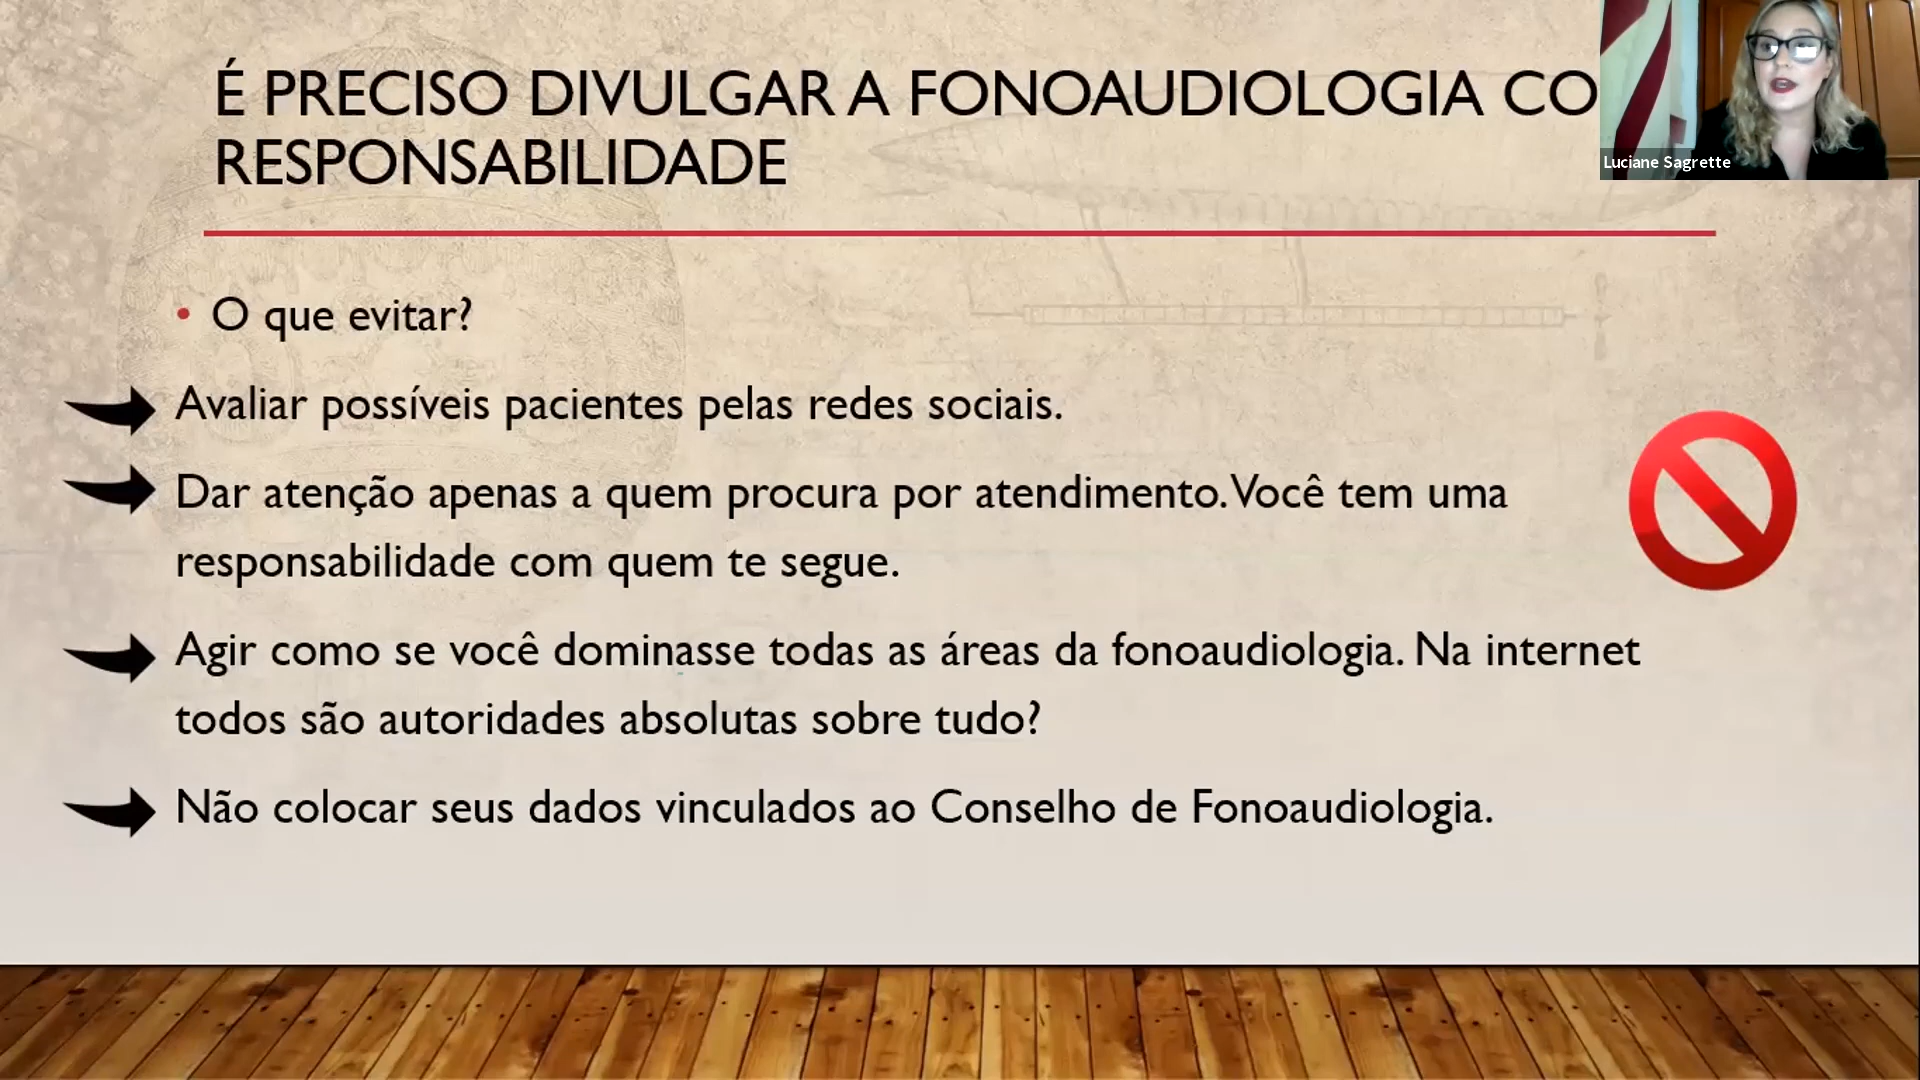 É PRECISO DIVULGAR A FONOAUDIOLOGIA CO
RESPONSABILIDADE
Luciane Sagrette
• O que evitar?
Avaliar possíveis pacientes pelas redes sociais.
Dar atenção apenas a quem procura por atendimento. Você tem uma
responsabilidade com quem te segue.
Agir como se você dominasse todas as áreas da fonoaudiologia. Na internet
todos são autoridades absolutas sobre tudo?
Não colocar seus dados vinculados ao Conselho de Fonoaudiologia.